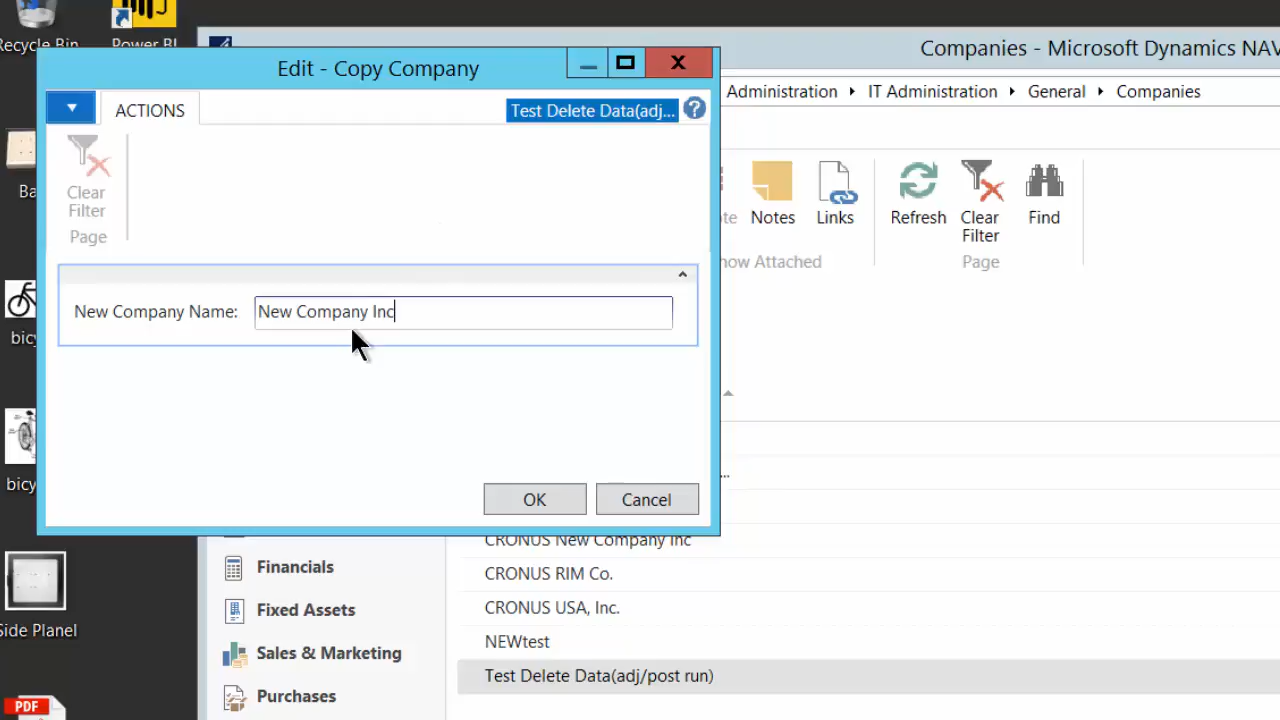 Recycle Bin
Power BI
Companies - Microsoft Dynamics NAV
Edit - Copy Company
ACTIONS
Test Delete Data(adj...
Administration
IT Administration
General
Companies
Clear
Filter
Page
Notes
Links
Refresh
Clear
Filter
Find
Page
New Company Name:
New Company Inc
OK
Cancel
...
CRONUS New Company Inc
CRONUS RIM Co.
CRONUS USA, Inc.
NEWtest
Test Delete Data(adj/post run)
Financials
Fixed Assets
Sales & Marketing
Purchases
Side Panel
PDF